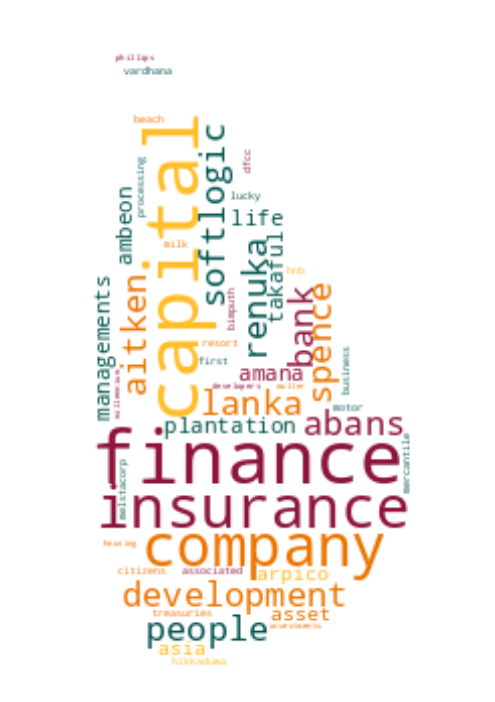 phillips
vardhana
beach
capital
softlogic
dfcc
processing
ambeon
lucky
life
milk
renuka
takaful
hnb
aitken
managements
bimputh
bank
spence
resort
first
amana
business
millennium
developers
muller
lanka
motor
plantation
abans
finance
mercantile
melstacorp
insurance
company
housing
citizens
associated
arpico
development
treasuries
asset
people
investments
asia
hikkaduwa